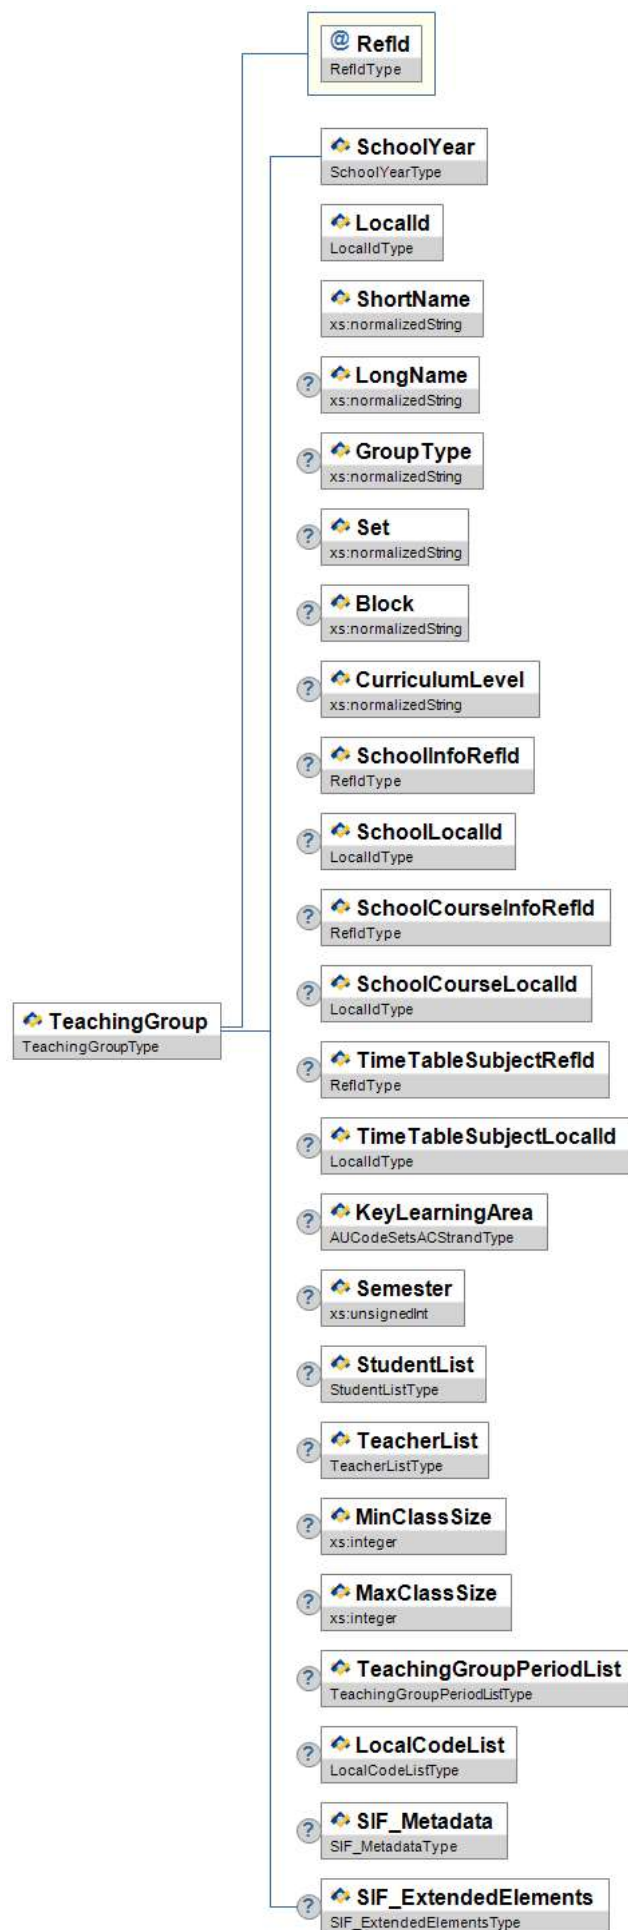 @ RefId
RefIdType
SchoolYear
SchoolYearType
LocalId
LocalIdType
ShortName
xs:normalizedString
? LongName
xs:normalizedString
? GroupType
xs:normalizedString
? Set
xs:normalizedString
? Block
xs:normalizedString
? CurriculumLevel
xs:normalizedString
? SchoolInfoRefId
RefIdType
? SchoolLocalId
LocalIdType
? SchoolCourseInfoRefId
RefIdType
? SchoolCourseLocalId
LocalIdType
TeachingGroup
TeachingGroupType
? TimeTableSubjectRefId
RefIdType
? TimeTableSubjectLocalId
LocalIdType
? KeyLearningArea
AUCodeSetsACStrandType
? Semester
xs:unsignedInt
? StudentList
StudentListType
? TeacherList
TeacherListType
? MinClassSize
xs:integer
? MaxClassSize
xs:integer
? TeachingGroupPeriodList
TeachingGroupPeriodListType
? LocalCodeList
LocalCodeListType
? SIF_Metadata
SIF_MetadataType
? SIF_ExtendedElements
SIF_ExtendedElementsType